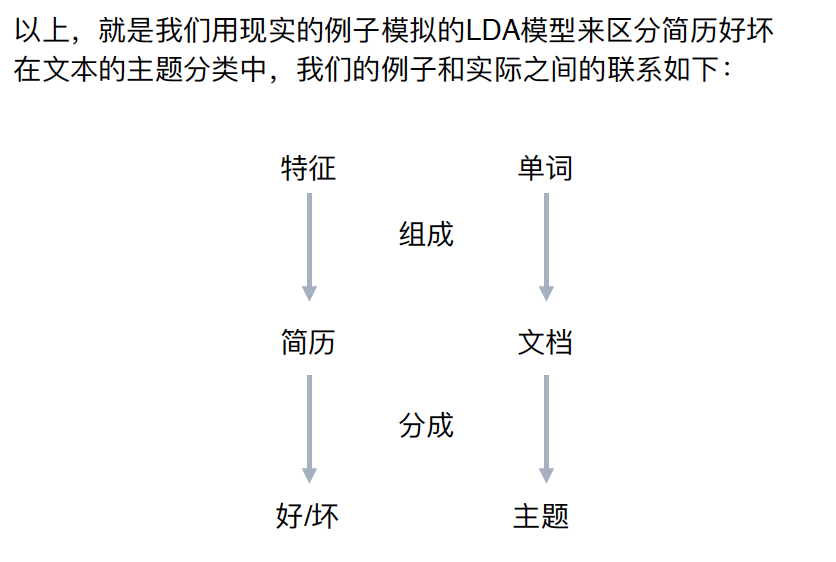 以上，就是我们用现实的例子模拟的LDA模型来区分简历好坏
在文本的主题分类中，我们的例子和实际之间的联系如下：
特征 单词
组成
简历 文档
分成
好/坏 主题